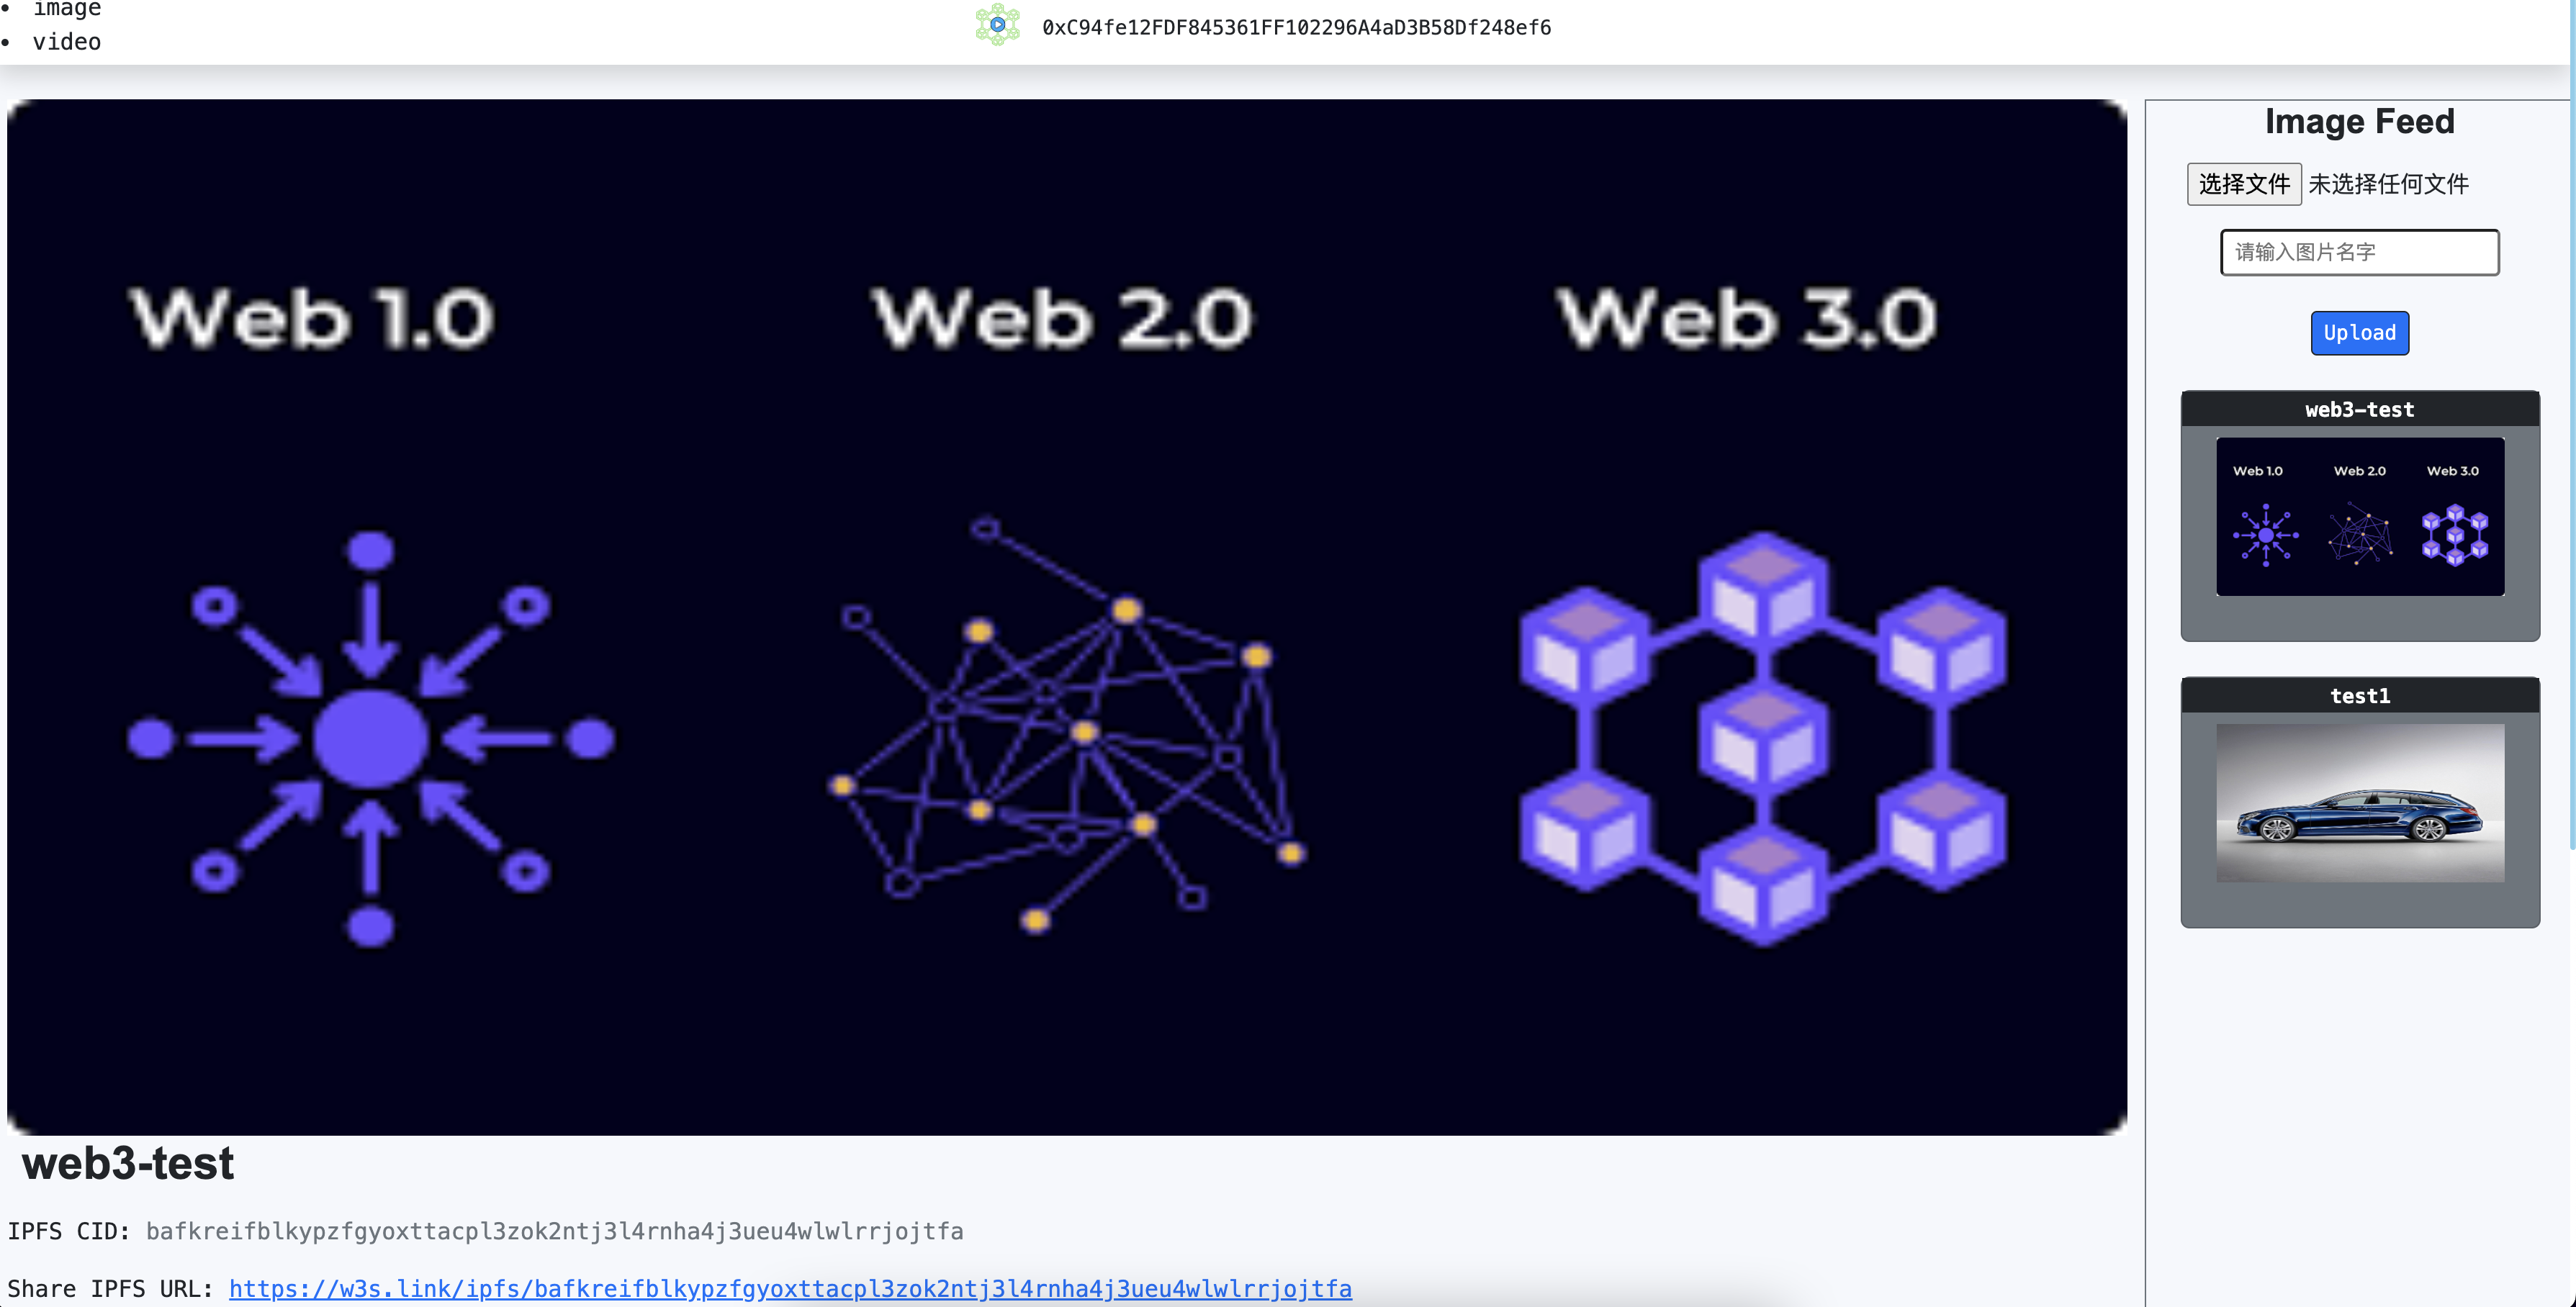 image
video
0xC94fe12FDF845361FF102296A4aD3B58Df248ef6
Web 1.0
Web 2.0
Web 3.0
web3-test
IPFS CID: bafkreifblkypzfgyoxttacpl3zok2ntj3l4rnha4j3ueu4wlwlrrjojtfa
Share IPFS URL: https://w3s.link/ipfs/bafkreifblkypzfgyoxttacpl3zok2ntj3l4rnha4j3ueu4wlwlrrjojtfa
Image Feed
选择文件 未选择任何文件
请输入图片名字
Upload
web3-test
Web 1.0
Web 2.0
Web 3.0
test1